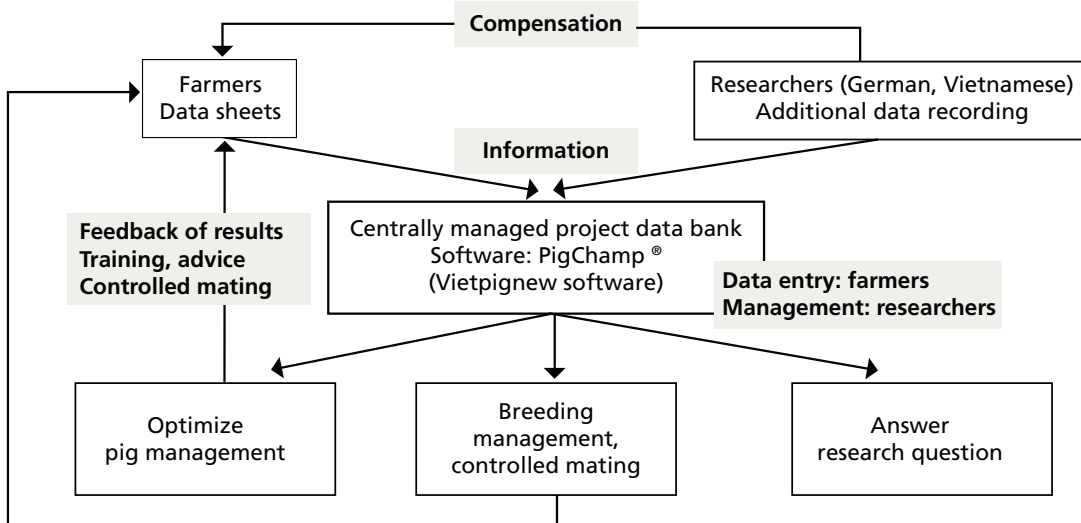 Compensation
Farmers
Data sheets
Researchers (German, Vietnamese)
Additional data recording
Information
Feedback of results
Training, advice
Controlled mating
Centrally managed project data bank
Software: PigChamp ®
(Vietpignew software)
Data entry: farmers
Management: researchers
Optimize
pig management
Breeding
management,
controlled mating
Answer
research question